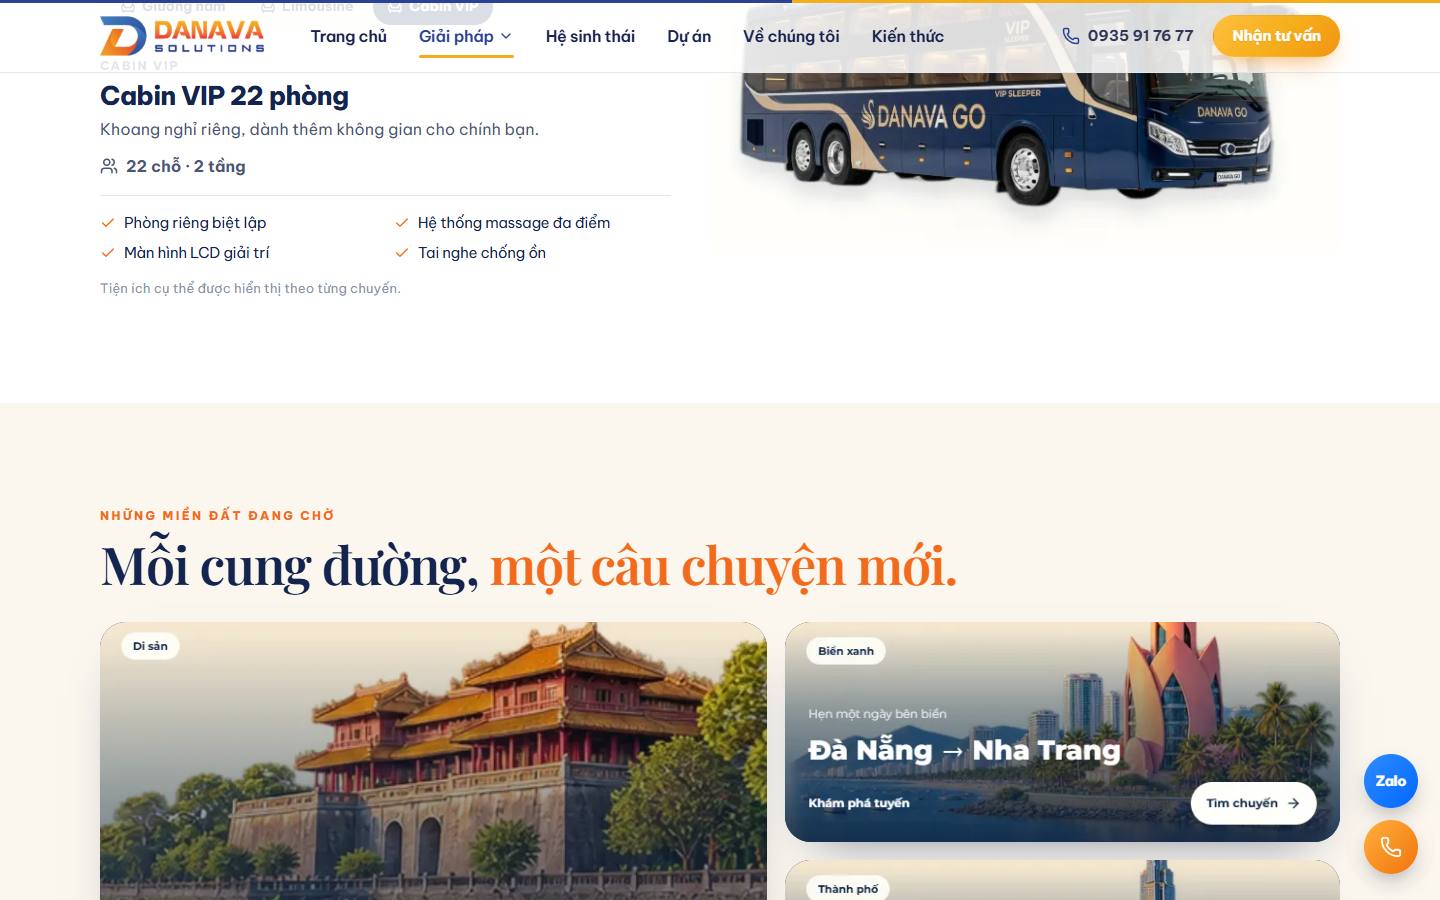 Giường nằm
Limousine
Cabin VIP
DANAVA
SOLUTIONS
Trang chủ
Giải pháp
Hệ sinh thái
Dự án
Về chúng tôi
Kiến thức
0935 91 76 77
Nhận tư vấn
CABIN VIP
Cabin VIP 22 phòng
Khoang nghỉ riêng, dành thêm không gian cho chính bạn.
22 chỗ · 2 tầng
Phòng riêng biệt lập
Hệ thống massage đa điểm
Màn hình LCD giải trí
Tai nghe chống ồn
Tiện ích cụ thể được hiển thị theo từng chuyến.
VIP
SLEEPER
VIP SLEEPER
DANAVA GO
DANAVA GO
DANAVA GO
NHỮNG MIỀN ĐẤT ĐANG CHỜ
Mỗi cung đường, một câu chuyện mới.
Di sản
Biển xanh
Hẹn một ngày bên biển
Đà Nẵng → Nha Trang
Khám phá tuyến
Tìm chuyến →
Thành phố
Zalo